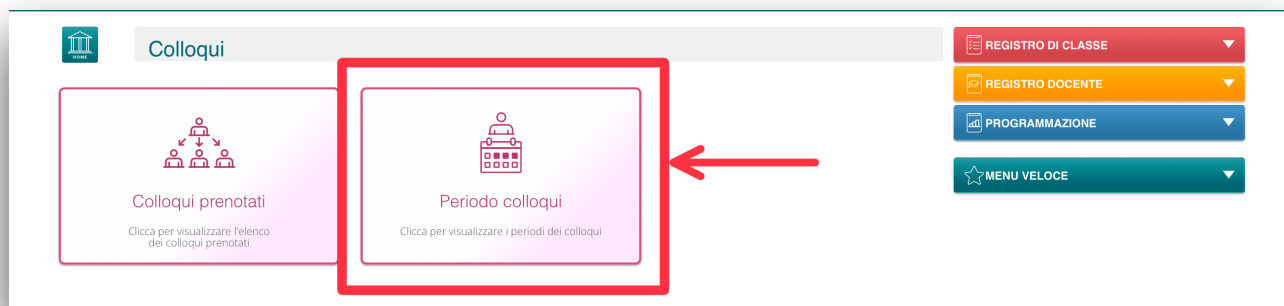 HOME
Colloqui
Colloqui prenotati
Clicca per visualizzare l'elenco
dei colloqui prenotati
Periodo colloqui
Clicca per visualizzare i periodi dei colloqui
REGISTRO DI CLASSE
REGISTRO DOCENTE
PROGRAMMAZIONE
MENU VELOCE